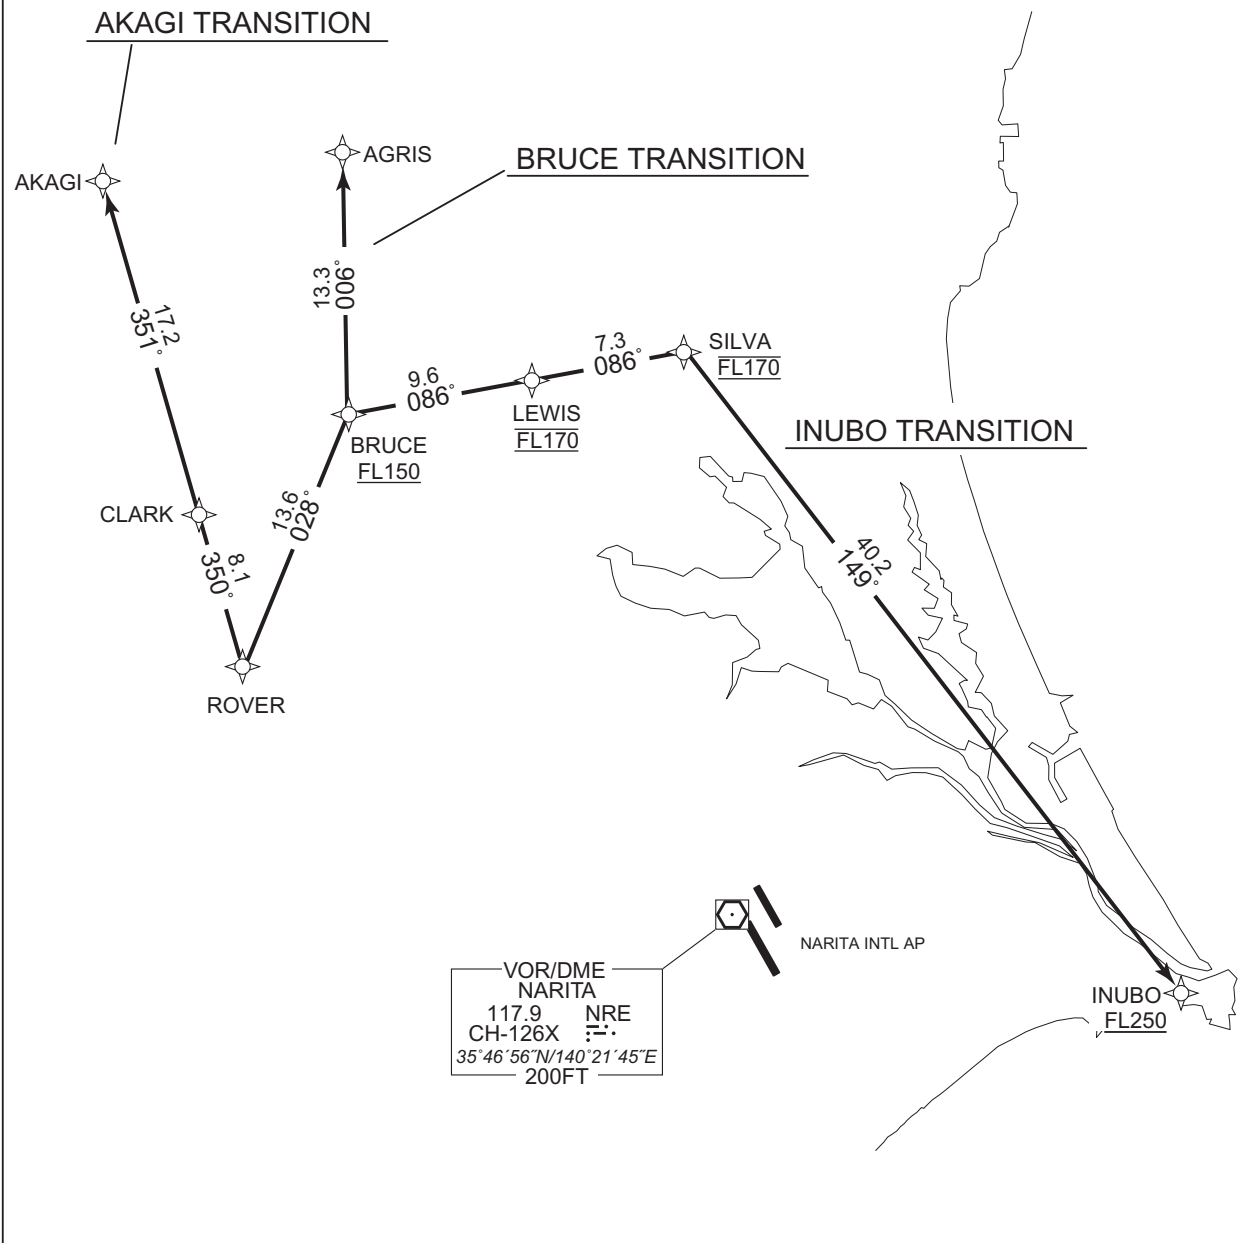 AKAGI TRANSITION
AGRIS
BRUCE TRANSITION
AKAGI
13.3
006°
17.2
351°
7.3
086°
SILVA
FL170
9.6
086°
LEWIS
FL170
INUBO TRANSITION
BRUCE
FL150
CLARK
13.6
028°
8.1
350°
40.2
149°
ROVER
NARITA INTL AP
VOR/DME
NARITA
117.9 NRE
CH-126X
35°46´56˝N/140°21´45˝E
200FT
INUBO
FL250